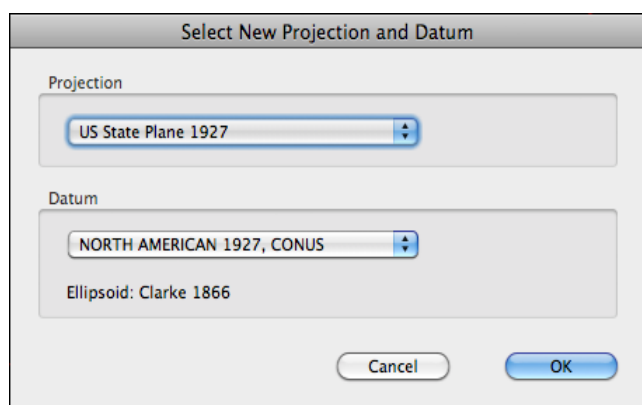 Select New Projection and Datum
Projection
US State Plane 1927
Datum
NORTH AMERICAN 1927, CONUS
Ellipsoid: Clarke 1866
Cancel OK